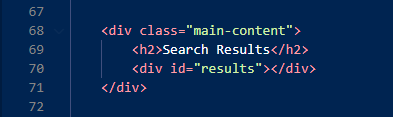 67
68 <div class="main-content">
69 <h2>Search Results</h2>
70 <div id="results"></div>
71 </div>
72